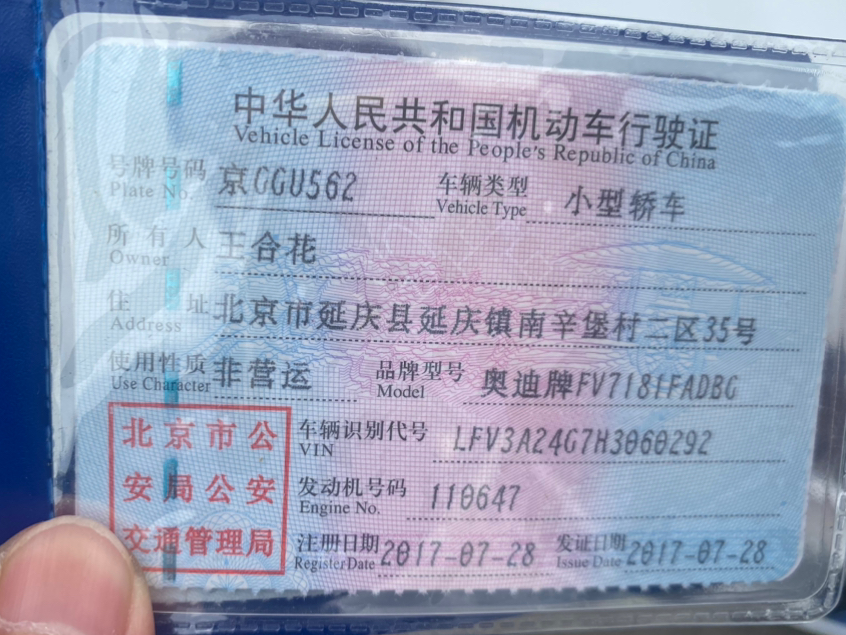 中华人民共和国机动车行驶证
Vehicle License of the People's Republic of China
号牌号码 京CGU562 车辆类型 小型轿车
Plate No. Vehicle Type
所有人 王合花
Owner
住址 北京市延庆县延庆镇南辛堡村二区35号
Address
使用性质 非营运 品牌型号 奥迪牌FV7181FADBG
Use Character Model
北京市公
安局公安
交通管理局
车辆识别代号 LFV3A24G7H3060292
VIN
发动机号码 110647
Engine No.
注册日期 2017-07-28 发证日期 2017-07-28
Register Date Issue Date